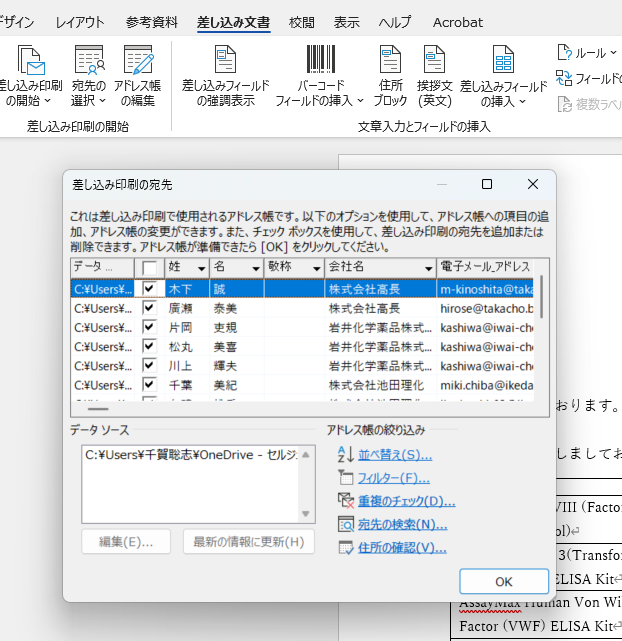 デザイン レイアウト 参考資料 差し込み文書 校閲 表示 ヘルプ Acrobat
差し込み印刷の開始 宛先の選択 アドレス帳の編集 差し込みフィールドの強調表示 バーコード フィールドの挿入 住所ブロック 挨拶文(英文) 差し込みフィールドの挿入
ルール
フィールドの
複数ラベル
差し込み印刷の開始 文章入力とフィールドの挿入
差し込み印刷の宛先
これは差し込み印刷で使用されるアドレス帳です。以下のオプションを使用して、アドレス帳への項目の追
加、アドレス帳の変更ができます。また、チェック ボックスを使用して、差し込み印刷の宛先を追加または
削除できます。アドレス帳が準備できたら [OK] をクリックしてください。
データ ... 姓 名 敬称 会社名 電子メール_アドレス
C:¥Users¥... 木下 誠 株式会社高長 m-kinoshita@taka
C:¥Users¥... 廣瀬 泰美 株式会社高長 hirose@takacho.b
C:¥Users¥... 片岡 吏規 岩井化学薬品株式... kashiwa@iwai-che
C:¥Users¥... 松丸 美喜 岩井化学薬品株式... kashiwa@iwai-che
C:¥Users¥... 川上 輝夫 岩井化学薬品株式... kashiwa@iwai-che
C:¥Users¥... 千葉 美紀 株式会社池田理化 miki.chiba@ikeda
データ ソース
C:¥Users¥千賀聡志¥OneDrive - セルジ
編集(E)... 最新の情報に更新(H)
アドレス帳の絞り込み
並べ替え(S)...
フィルター(F)...
重複のチェック(D)...
宛先の検索(N)...
住所の確認(V)...
OK
おります。
しましてお
VIII (Factor
ol)
3(Transfor
ELISA Kit
AssayMax Human Von Wil
Factor (VWF) ELISA Kit